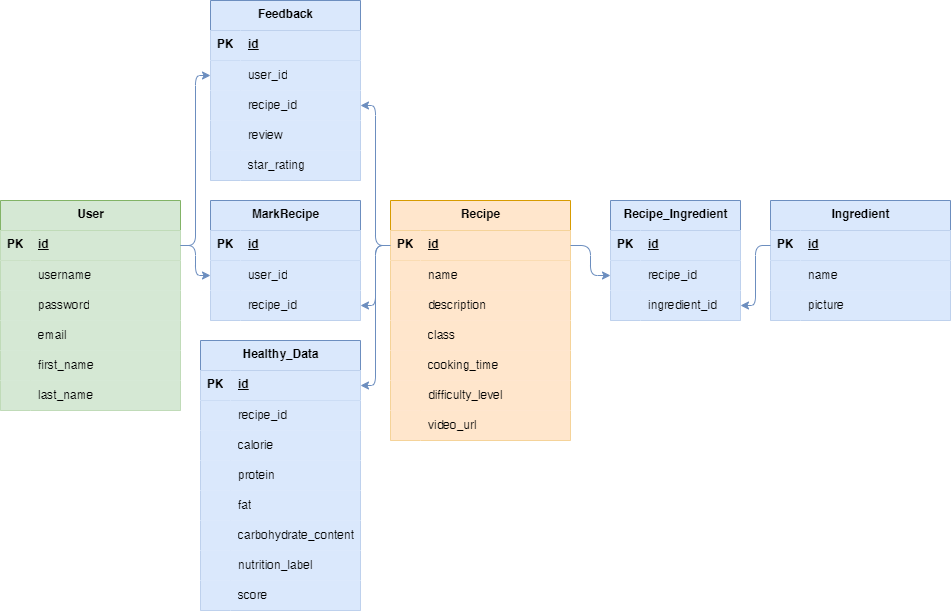 Feedback
PK id
user_id
recipe_id
review
star_rating
User
PK id
username
password
email
first_name
last_name
MarkRecipe
PK id
user_id
recipe_id
Healthy_Data
PK id
recipe_id
calorie
protein
fat
carbohydrate_content
nutrition_label
score
Recipe
PK id
name
description
class
cooking_time
difficulty_level
video_url
Recipe_Ingredient
PK id
recipe_id
ingredient_id
Ingredient
PK id
name
picture